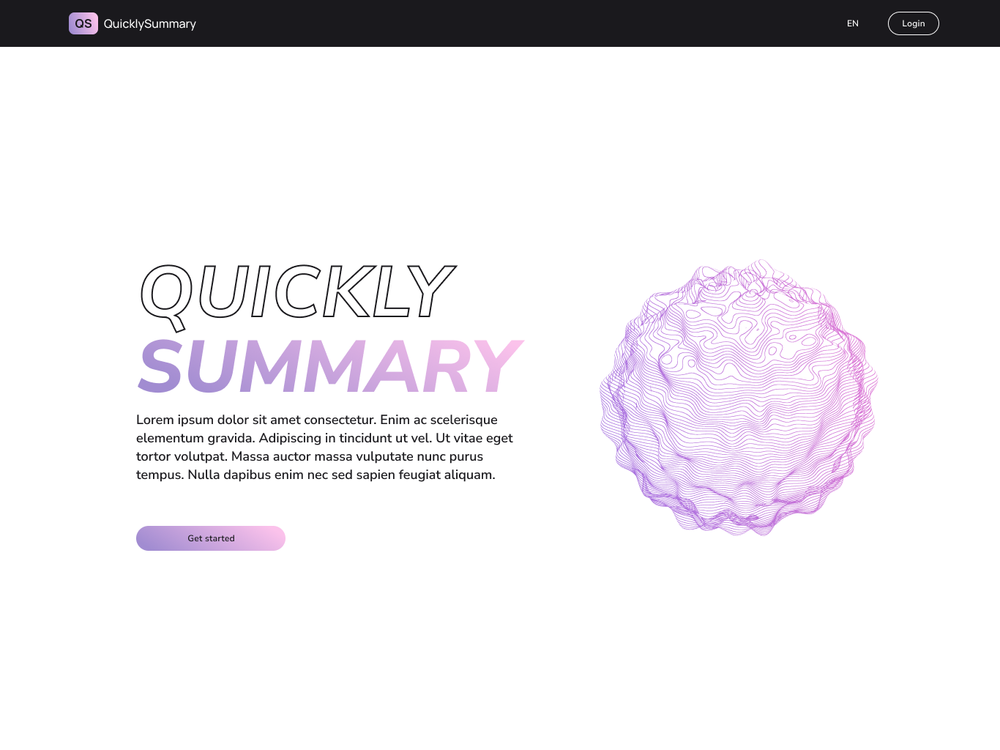 QS QuicklySummary EN Login
QUICKLY
SUMMARY
Lorem ipsum dolor sit amet consectetur. Enim ac scelerisque
elementum gravida. Adipiscing in tincidunt ut vel. Ut vitae eget
tortor volutpat. Massa auctor massa vulputate nunc purus
tempus. Nulla dapibus enim nec sed sapien feugiat aliquam.
Get started